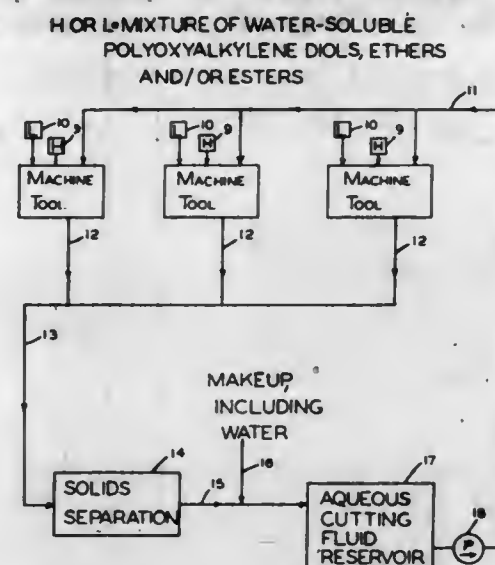 H OR L=MIXTURE OF WATER-SOLUBLE
POLYOXYALKYLENE DIOLS, ETHERS
AND/OR ESTERS
11
10
L
9
H
10
L
9
H
10
L
9
H
MACHINE
TOOL
MACHINE
TOOL
MACHINE
TOOL
12
12
12
13
MAKEUP,
INCLUDING
WATER
14
15
16
17
SOLIDS
SEPARATION
AQUEOUS
CUTTING
FLUID
RESERVOIR
18
P